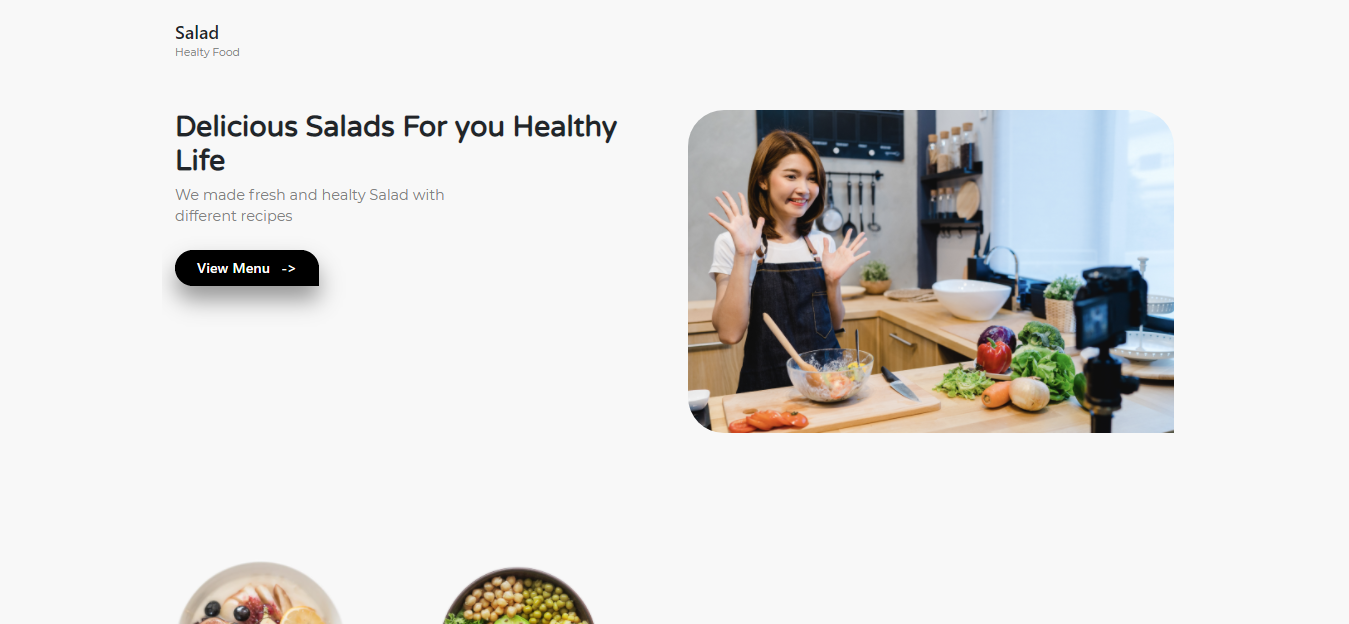 Salad
Healty Food
Delicious Salads For you Healthy
Life
We made fresh and healty Salad with
different recipes
View Menu ->